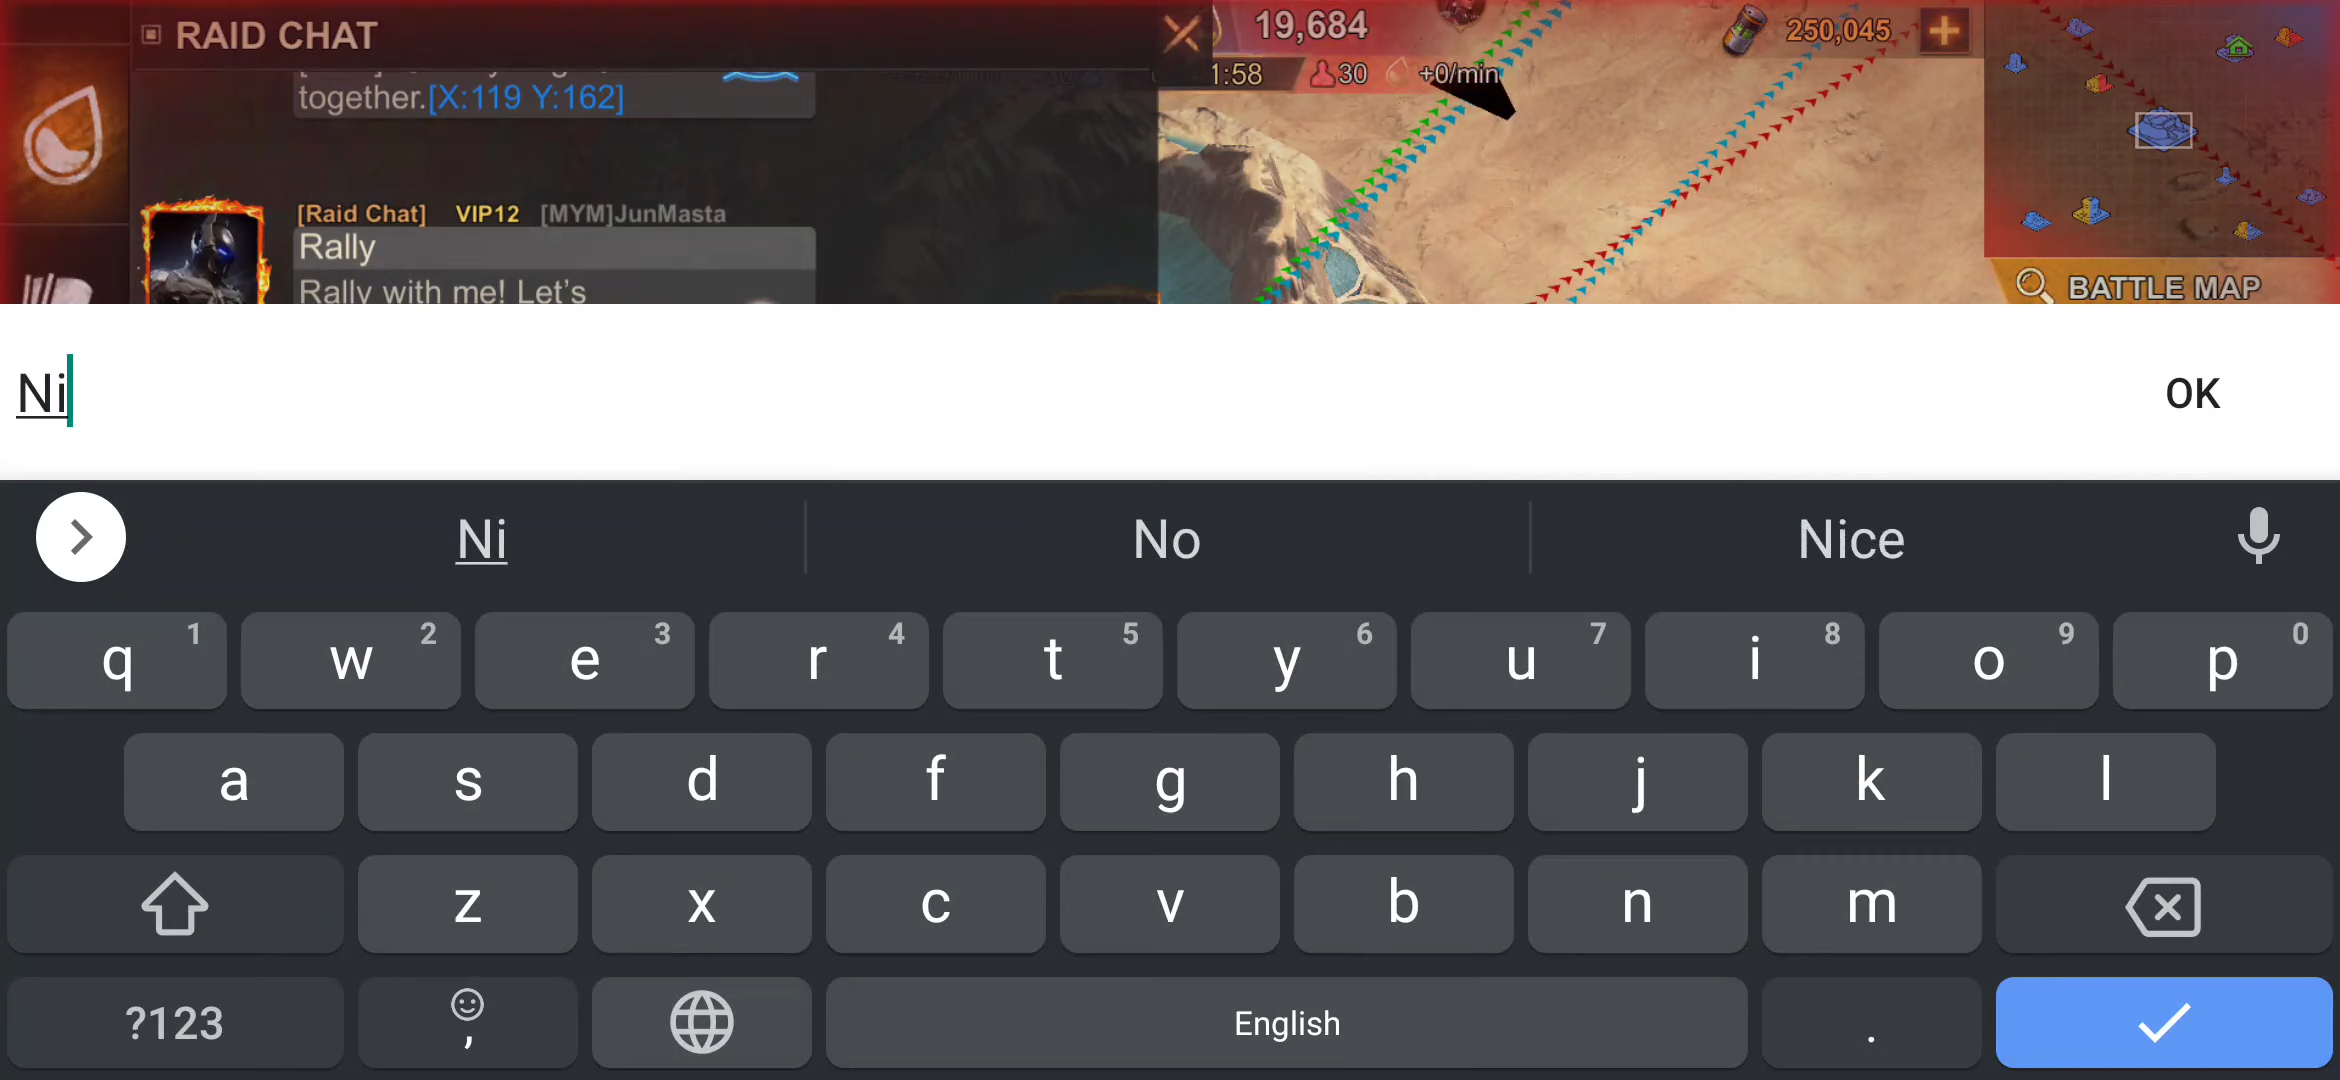 RAID CHAT
19,684
250,045
1:58
30
+0/min
together.[X:119 Y:162]
[Raid Chat] VIP12 [MYM]JunMasta
Rally
Rally with me! Let's
BATTLE MAP
Ni
OK
Ni
No
Nice
q 1 w 2 e 3 r 4 t 5 y 6 u 7 i 8 o 9 p 0
a s d f g h j k l
z x c v b n m
?123 , English .